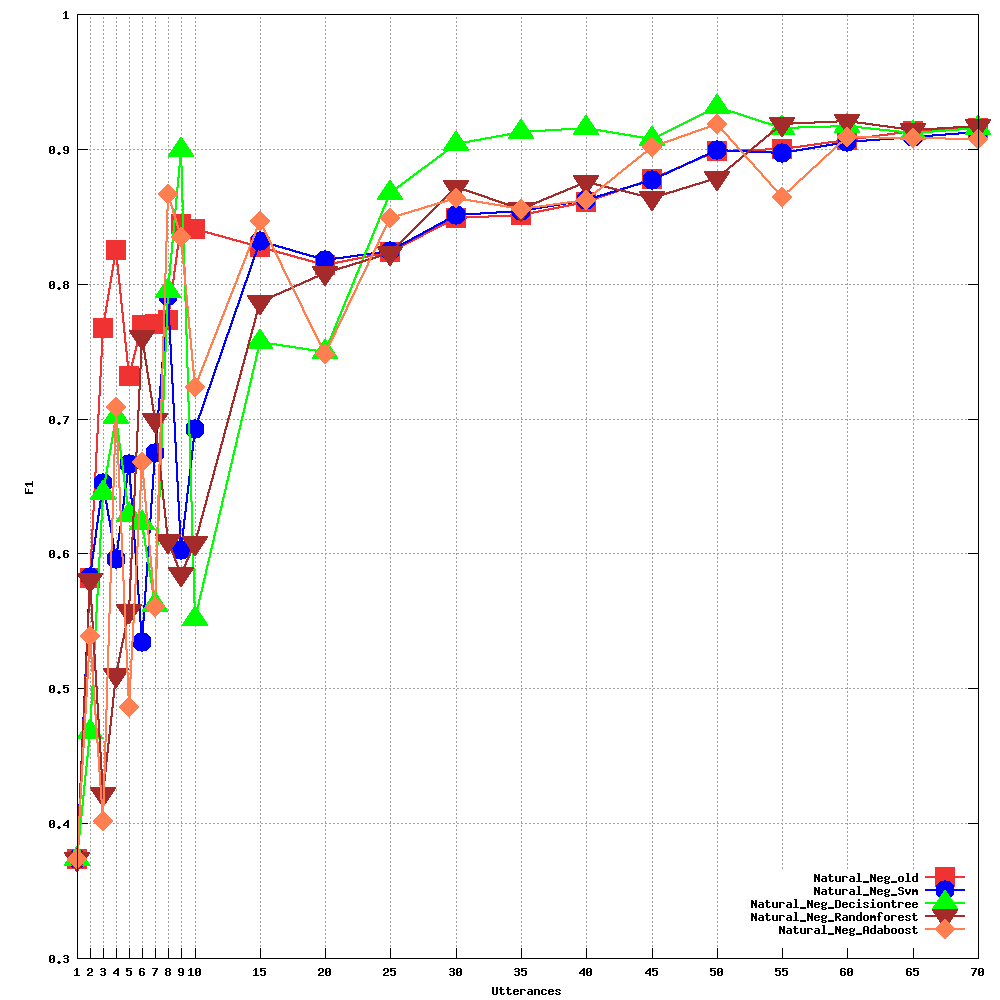 1
0.9
0.8
0.7
0.6
0.5
0.4
0.3
F1
Natural_Neg_old
Natural_Neg_Svm
Natural_Neg_Decisiontree
Natural_Neg_Randomforest
Natural_Neg_Adaboost
1 2 3 4 5 6 7 8 9 10 15 20 25 30 35 40 45 50 55 60 65 70
Utterances